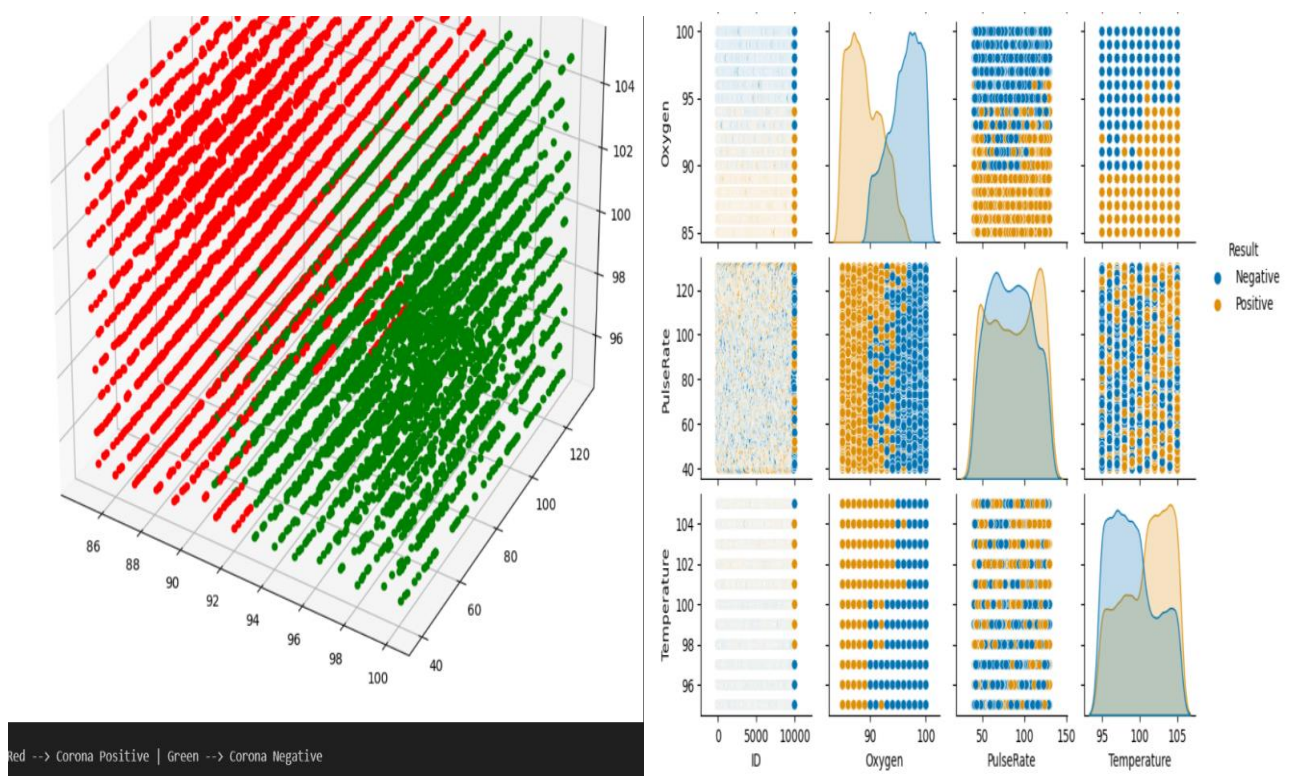 104
102
100
98
96
120
100
80
60
40
86
88
90
92
94
96
98
100
Red --> Corona Positive | Green --> Corona Negative
100
95
90
85
Oxygen
120
100
80
60
40
PulseRate
104
102
100
98
96
Temperature
0 5000 10000
ID
90 100
Oxygen
50 100 150
PulseRate
95 100 105
Temperature
Result
Negative
Positive